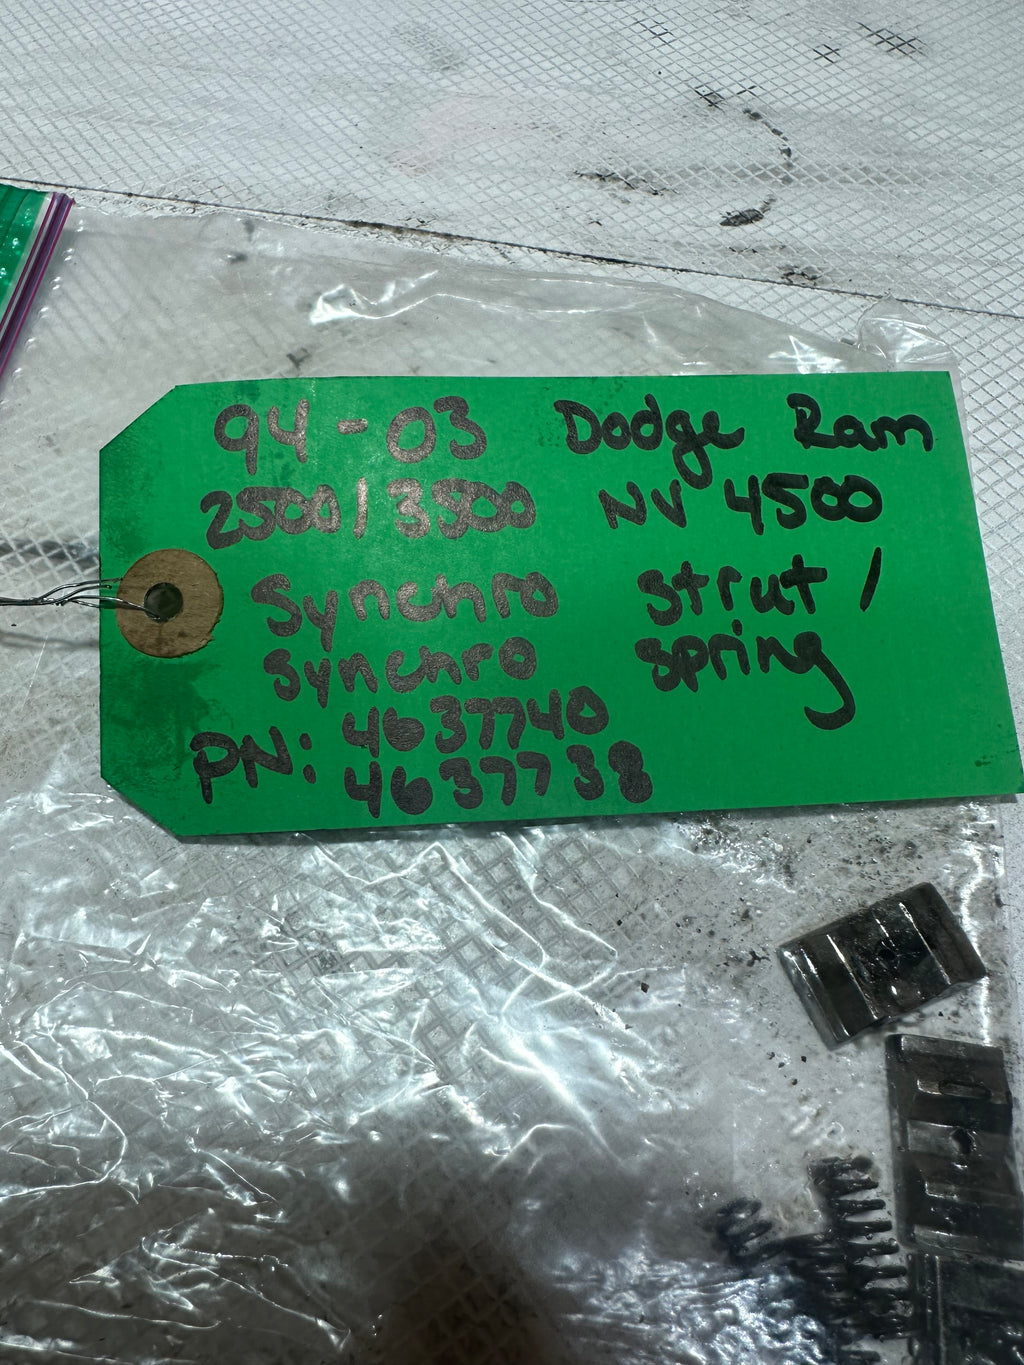 94-03 Dodge Ram
2500/3500 NV 4500
Synchro strut/
synchro spring
PN: 4637740
4637738